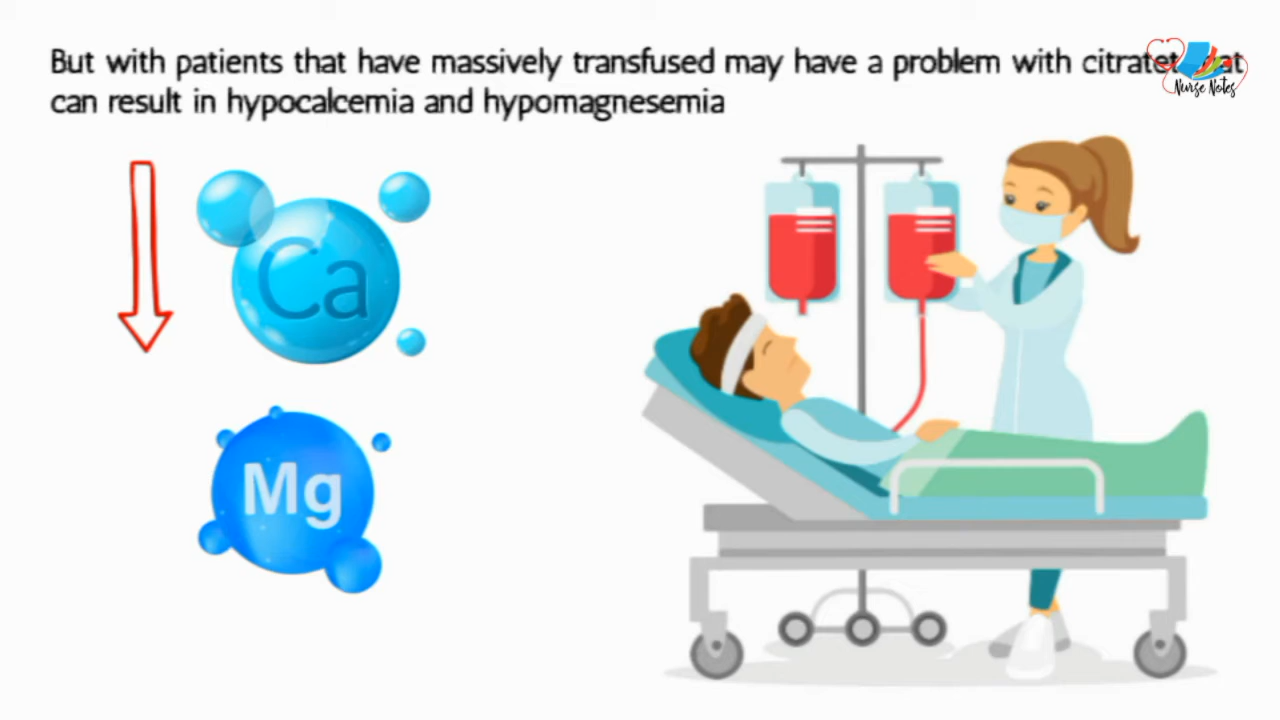 But with patients that have massively transfused may have a problem with citrate
can result in hypocalcemia and hypomagnesemia
Nurse Notes
Ca
Mg